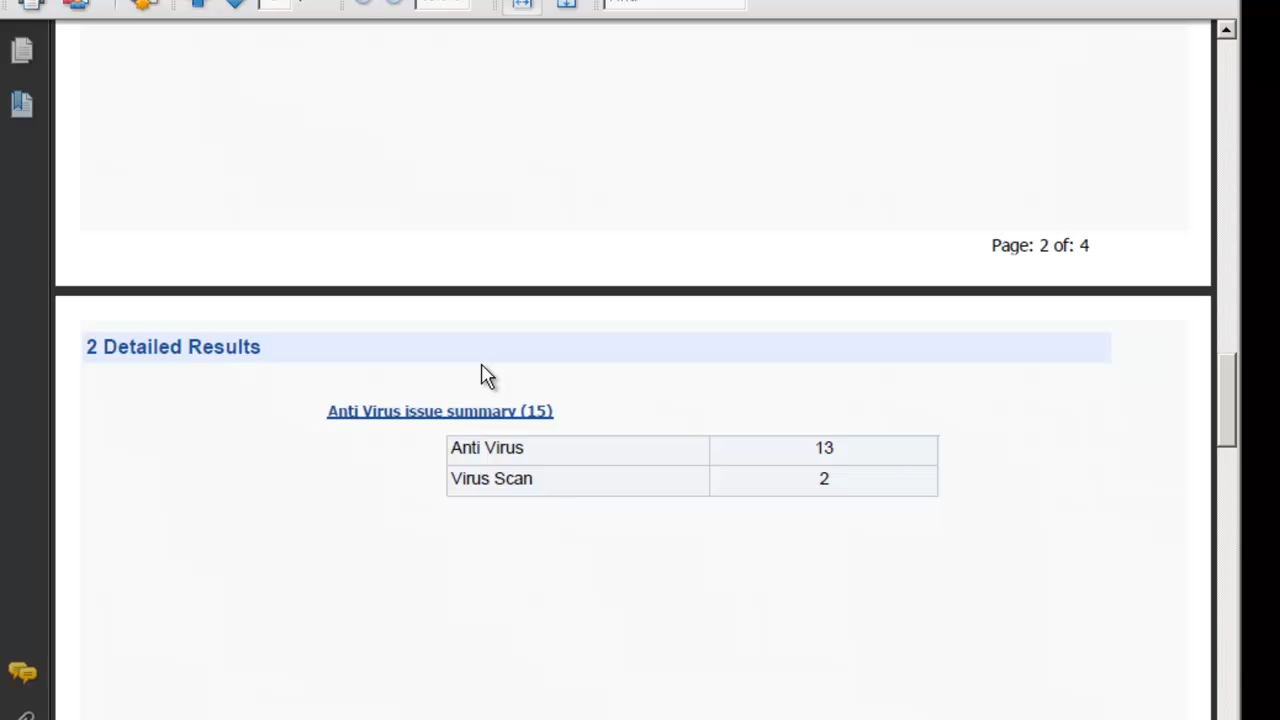 Page: 2 of: 4
2 Detailed Results
Anti Virus issue summary (15)
Anti Virus 13
Virus Scan 2